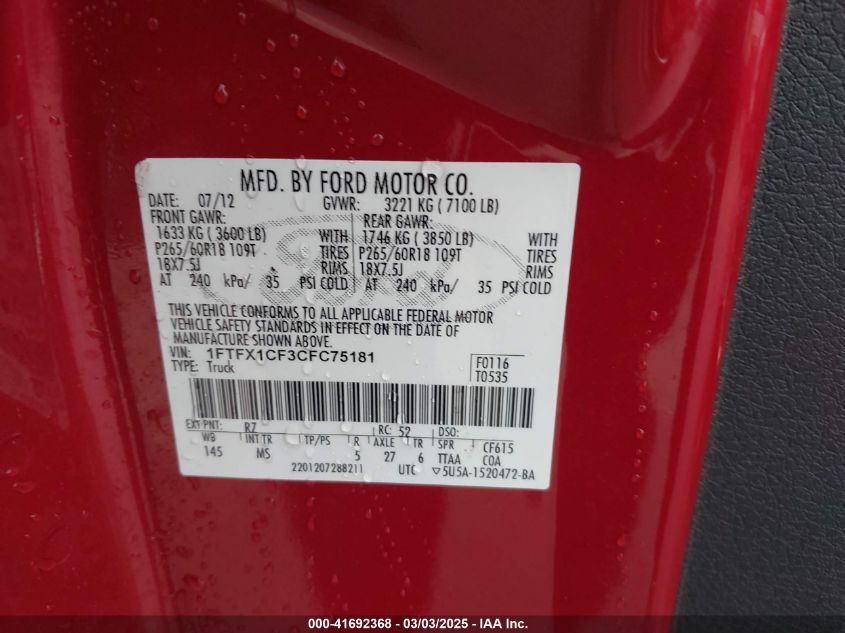 MFD. BY FORD MOTOR CO.
DATE: 07/12 GVWR: 3221 KG ( 7100 LB)
FRONT GAWR: REAR GAWR:
1633 KG ( 3600 LB) WITH 1746 KG ( 3850 LB) WITH
P265/60R18 109T TIRES P265/60R18 109T TIRES
18X7.5J RIMS 18X7.5J RIMS
AT 240 kPa/ 35 PSI COLD AT 240 kPa/ 35 PSI COLD
Ford
THIS VEHICLE CONFORMS TO ALL APPLICABLE FEDERAL MOTOR
VEHICLE SAFETY STANDARDS IN EFFECT ON THE DATE OF
MANUFACTURE SHOWN ABOVE.
VIN: 1FTFX1CF3CFC75181
TYPE: Truck
F0116
T0535
EXT PNT: RZ RC: 52 DSO:
WB INT TR TP/PS R AXLE TR SPR CF615
145 MS 5 27 6 TTAA COA
2201207288211 UTC ▽5U5A-1520472-BA
000-41692368 - 03/03/2025 - IAA Inc.